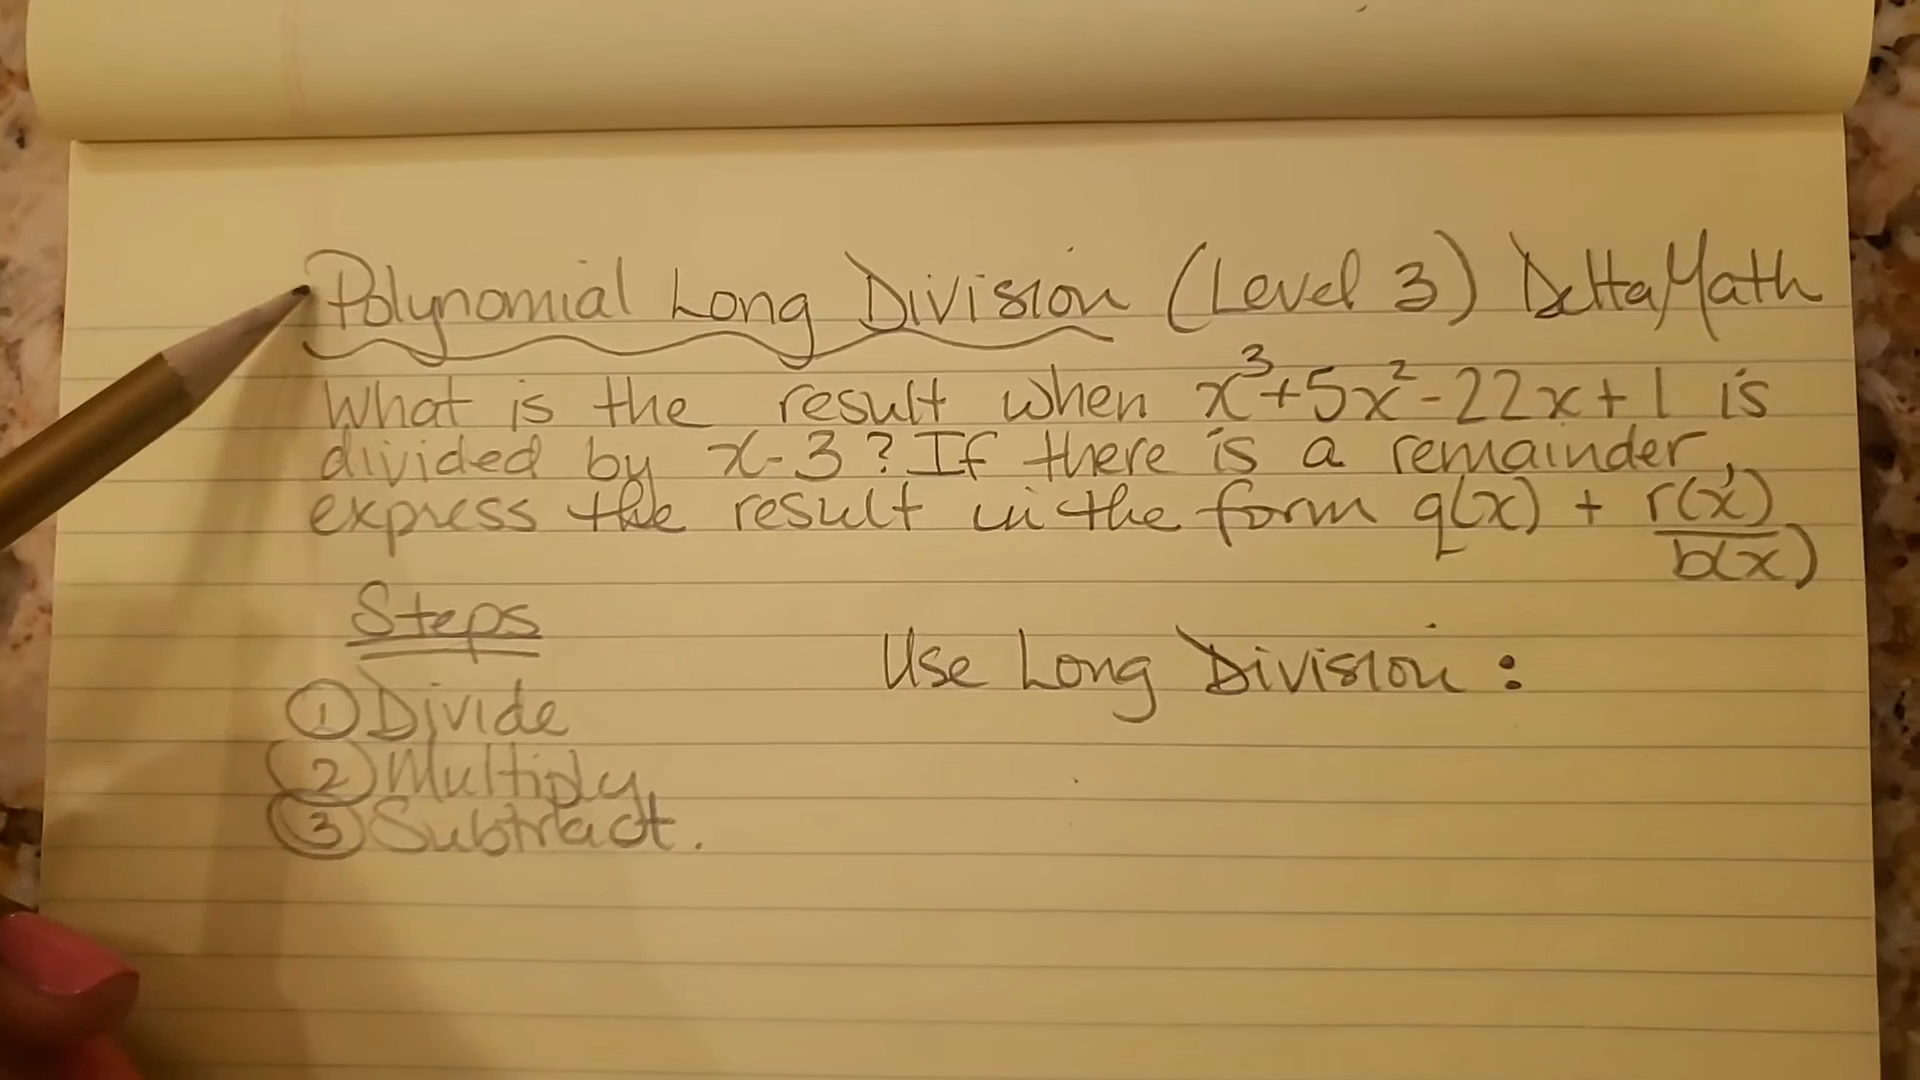 Polynomial Long Division (Level 3) DeltaMath
What is the result when x³+5x²-22x+1 is
divided by x-3? If there is a remainder,
express the result in the form q(x) + r(x)/b(x)
Steps
Use Long Division:
① Divide
② Multiply
③ Subtract.